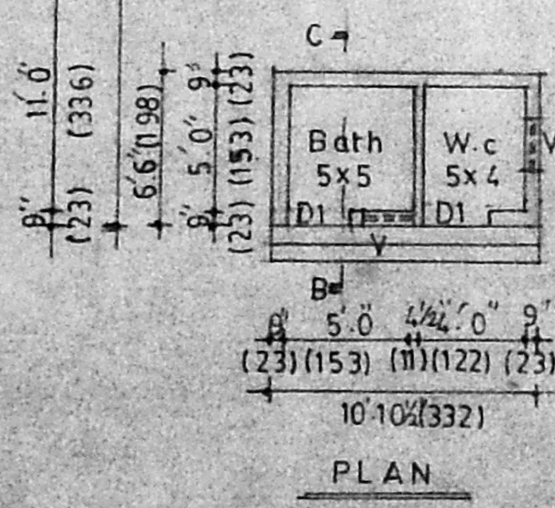 C
11'.0" (336)
9" (23)
6'6"(198)
9" (23)
5'0" (153)
9" (23)
Bath W.c
5x5 5x4
D1 D1
V
V
B
9" 5'.0" 4½" 4'.0" 9"
(23) (153) (11) (122) (23)
10'.10½"(332)
PLAN